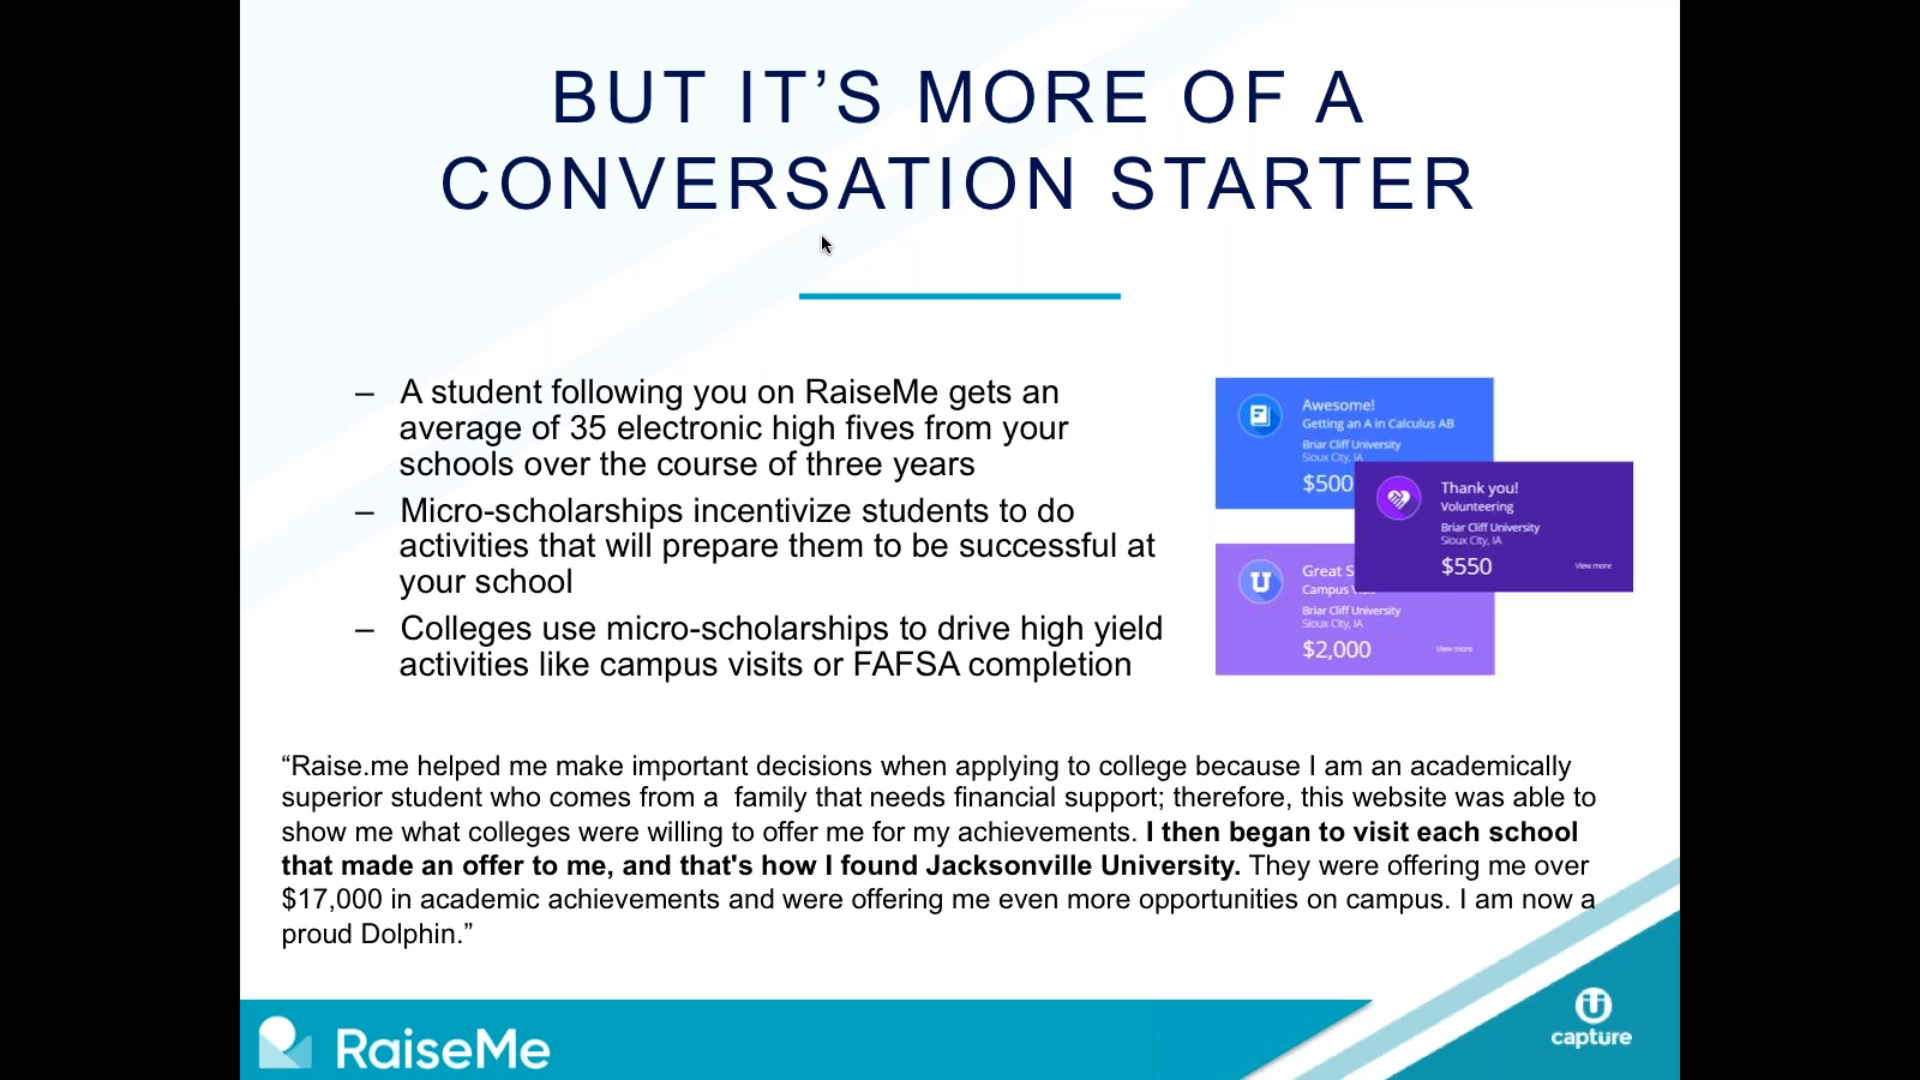 BUT IT’S MORE OF A
CONVERSATION STARTER
– A student following you on RaiseMe gets an
average of 35 electronic high fives from your
schools over the course of three years
– Micro-scholarships incentivize students to do
activities that will prepare them to be successful at
your school
– Colleges use micro-scholarships to drive high yield
activities like campus visits or FAFSA completion
Awesome!
Getting an A in Calculus AB
Briar Cliff University
Sioux City, IA
$500
Thank you!
Volunteering
Briar Cliff University
Sioux City, IA
$550
View more
Great
Campus
Briar Cliff University
Sioux City, IA
$2,000
View more
“Raise.me helped me make important decisions when applying to college because I am an academically
superior student who comes from a family that needs financial support; therefore, this website was able to
show me what colleges were willing to offer me for my achievements. I then began to visit each school
that made an offer to me, and that's how I found Jacksonville University. They were offering me over
$17,000 in academic achievements and were offering me even more opportunities on campus. I am now a
proud Dolphin.”
RaiseMe
capture